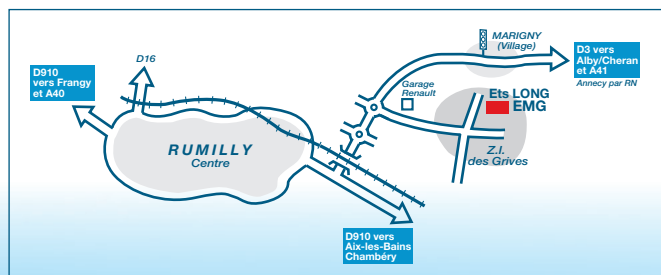 D910
vers Frangy
et A40
D16
RUMILLY
Centre
MARIGNY
(Village)
D3 vers
Alby/Cheran
et A41
Annecy par RN
Garage
Renault
Ets LONG
EMG
Z.I.
des Grives
D910 vers
Aix-les-Bains
Chambéry